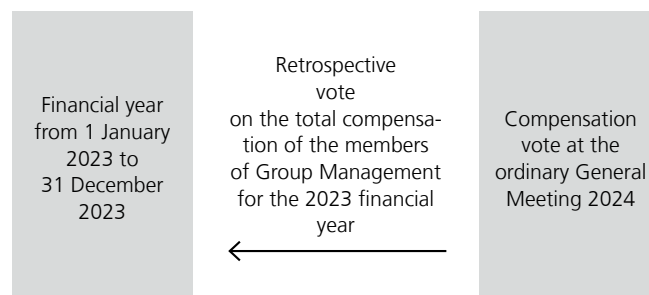 Financial year
from 1 January
2023 to
31 December
2023
Retrospective
vote
on the total compensa-
tion of the members
of Group Management
for the 2023 financial
year
Compensation
vote at the
ordinary General
Meeting 2024